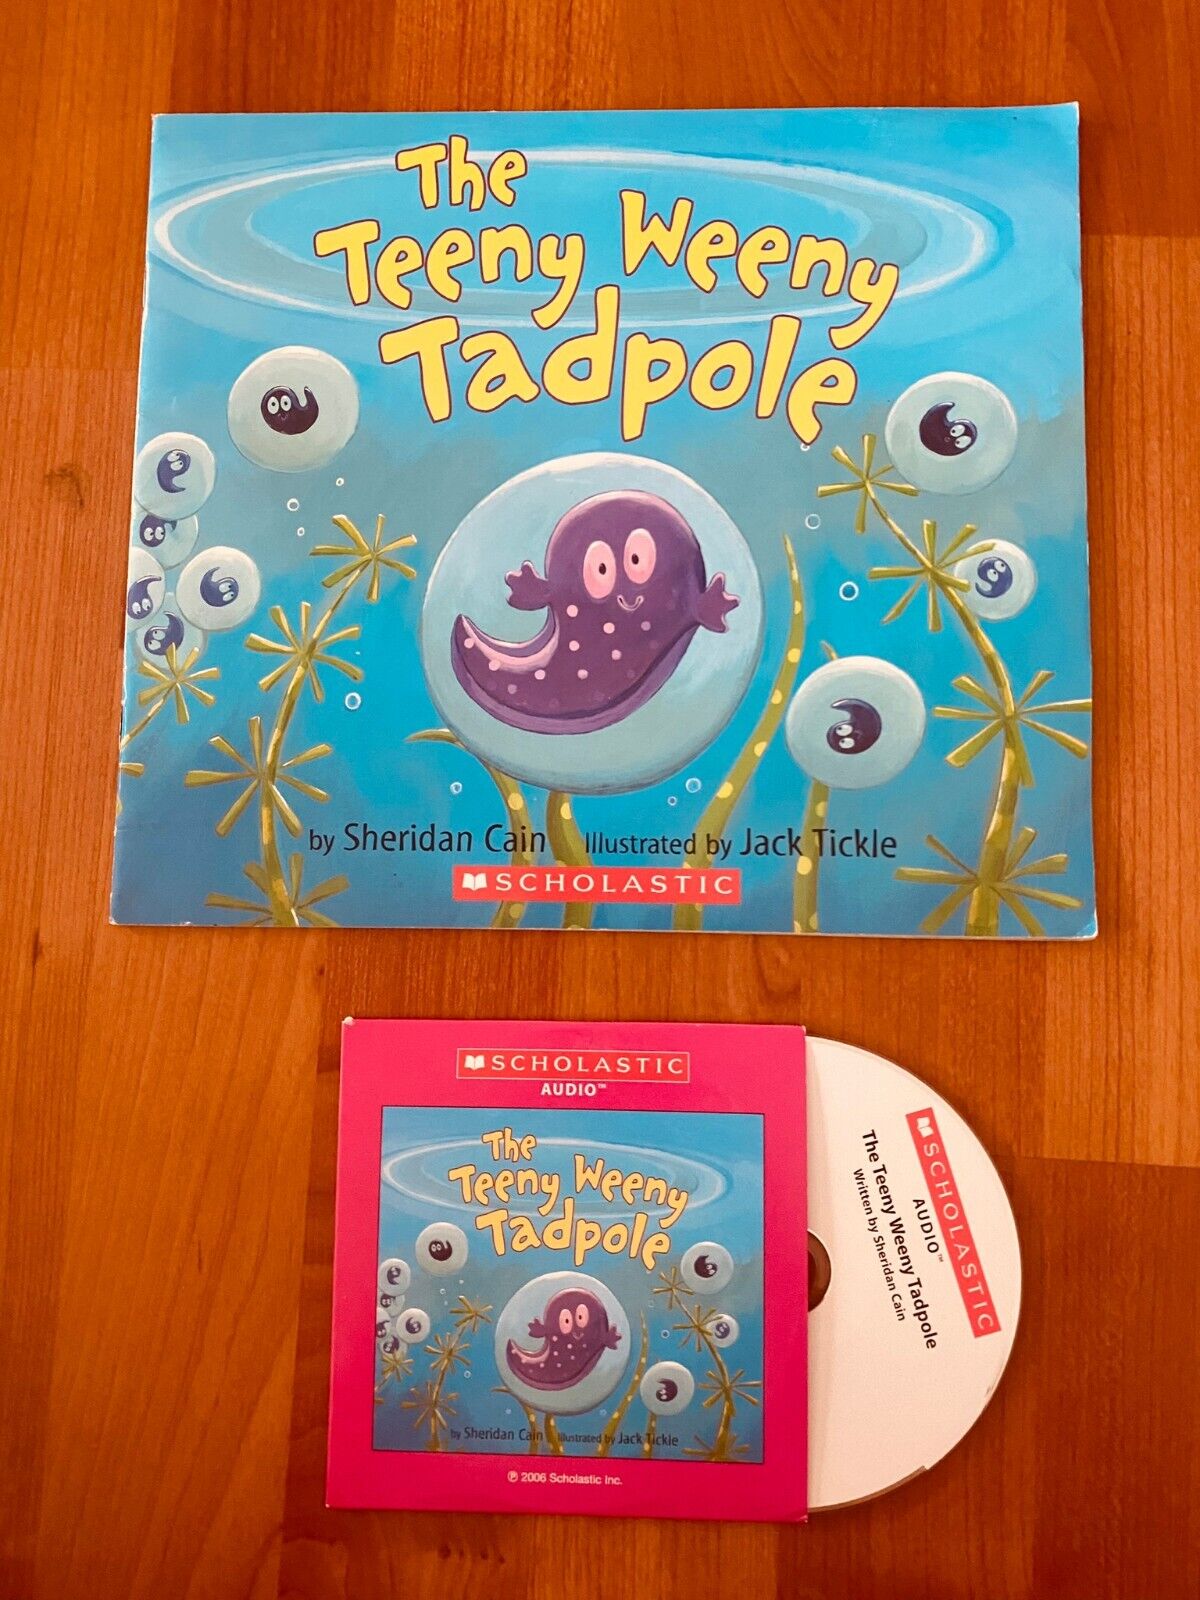 The
Teeny Weeny
Tadpole
by Sheridan Cain Illustrated by Jack Tickle
SCHOLASTIC
SCHOLASTIC
AUDIO™
The
Teeny Weeny
Tadpole
by Sheridan Cain Illustrated by Jack Tickle
℗ 2006 Scholastic Inc.
SCHOLASTIC
AUDIO™
The Teeny Weeny Tadpole
Written by Sheridan Cain